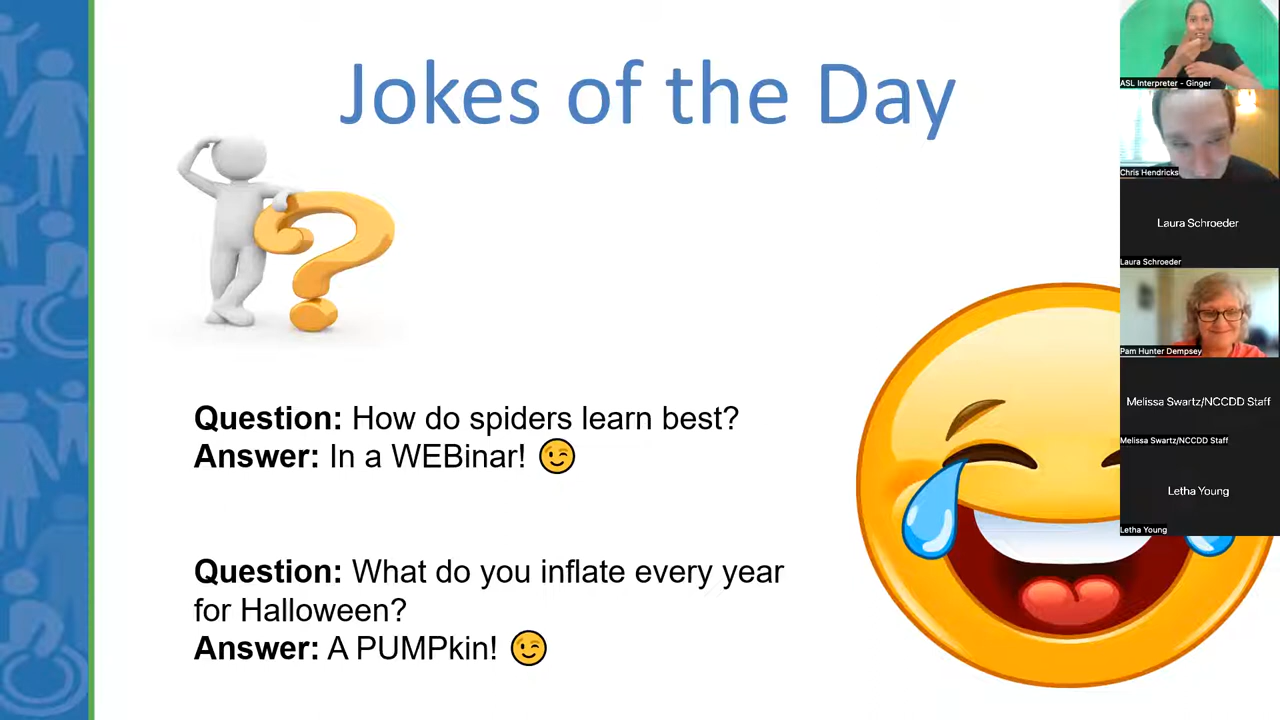 Jokes of the Day
Question: How do spiders learn best?
Answer: In a WEBinar! 😉
Question: What do you inflate every year
for Halloween?
Answer: A PUMPkin! 😉
ASL Interpreter - Ginger
Chris Hendricks
Laura Schroeder
Laura Schroeder
Pam Hunter Dempsey
Melissa Swartz/NCCDD Staff
Melissa Swartz/NCCDD Staff
Letha Young
Letha Young